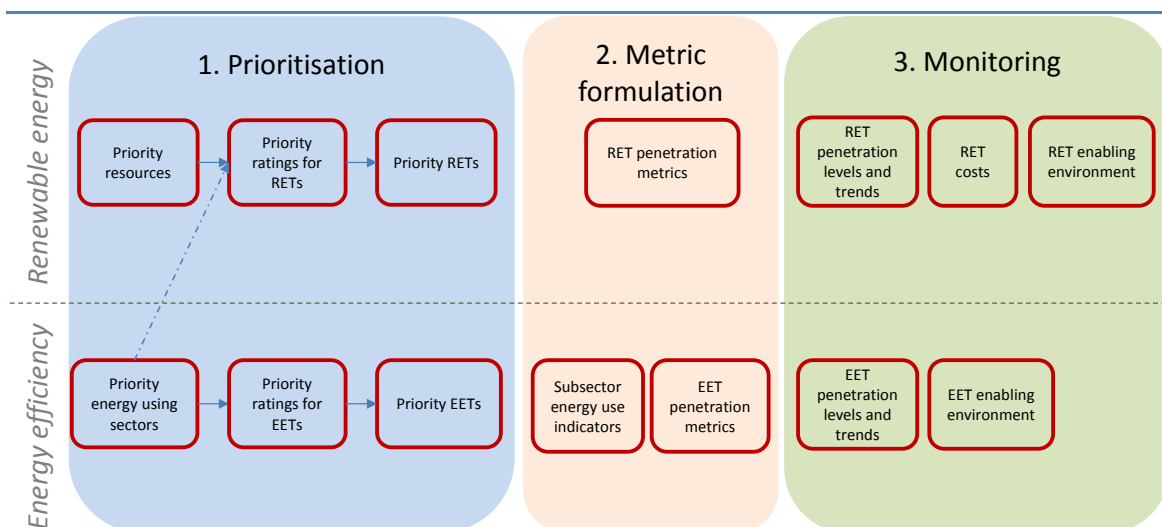 Renewable energy
1. Prioritisation
Priority
resources
Priority
ratings for
RETs
Priority RETs
2. Metric
formulation
RET penetration
metrics
3. Monitoring
RET
penetration
levels and
trends
RET
costs
RET enabling
environment
Energy efficiency
Priority
energy using
sectors
Priority
ratings for
EETs
Priority EETs
Subsector
energy use
indicators
EET
penetration
metrics
EET
penetration
levels and
trends
EET enabling
environment